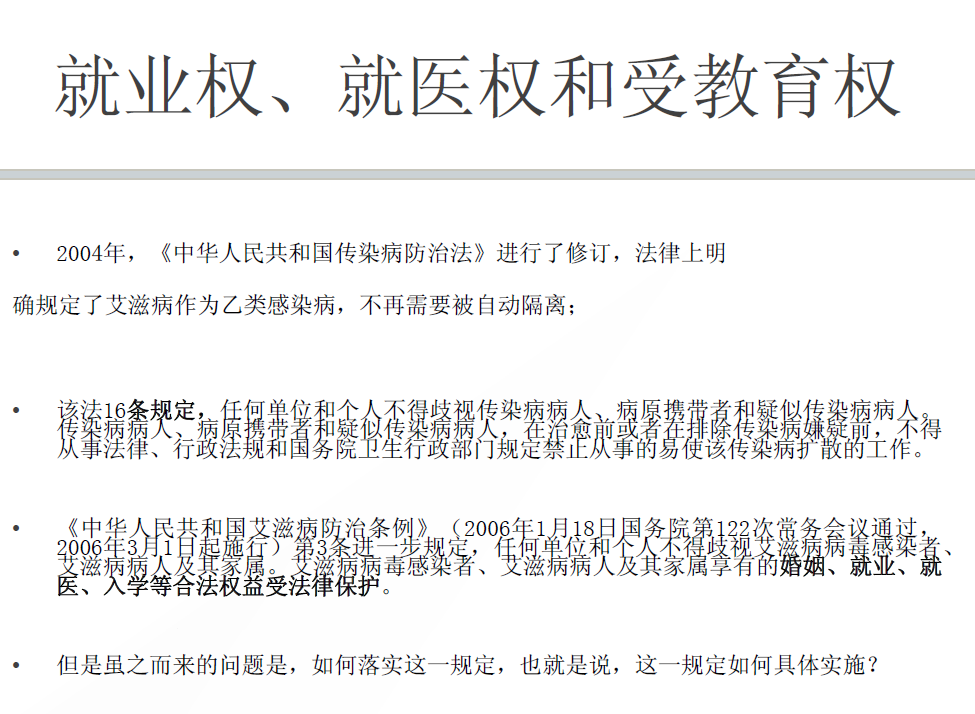 就业权、就医权和受教育权
• 2004年，《中华人民共和国传染病防治法》进行了修订，法律上明
确规定了艾滋病作为乙类感染病，不再需要被自动隔离；
• 该法16条规定，任何单位和个人不得歧视传染病病人、病原携带者和疑似传染病病人。
传染病病人、病原携带者和疑似传染病病人，在治愈前或者在排除传染病嫌疑前，不得
从事法律、行政法规和国务院卫生行政部门规定禁止从事的易使该传染病扩散的工作。
• 《中华人民共和国艾滋病防治条例》（2006年1月18日国务院第122次常务会议通过，
2006年3月1日起施行）第3条进一步规定，任何单位和个人不得歧视艾滋病病毒感染者、
艾滋病病人及其家属。艾滋病病毒感染者、艾滋病病人及其家属享有的婚姻、就业、就
医、入学等合法权益受法律保护。
• 但是虽之而来的问题是，如何落实这一规定，也就是说，这一规定如何具体实施？